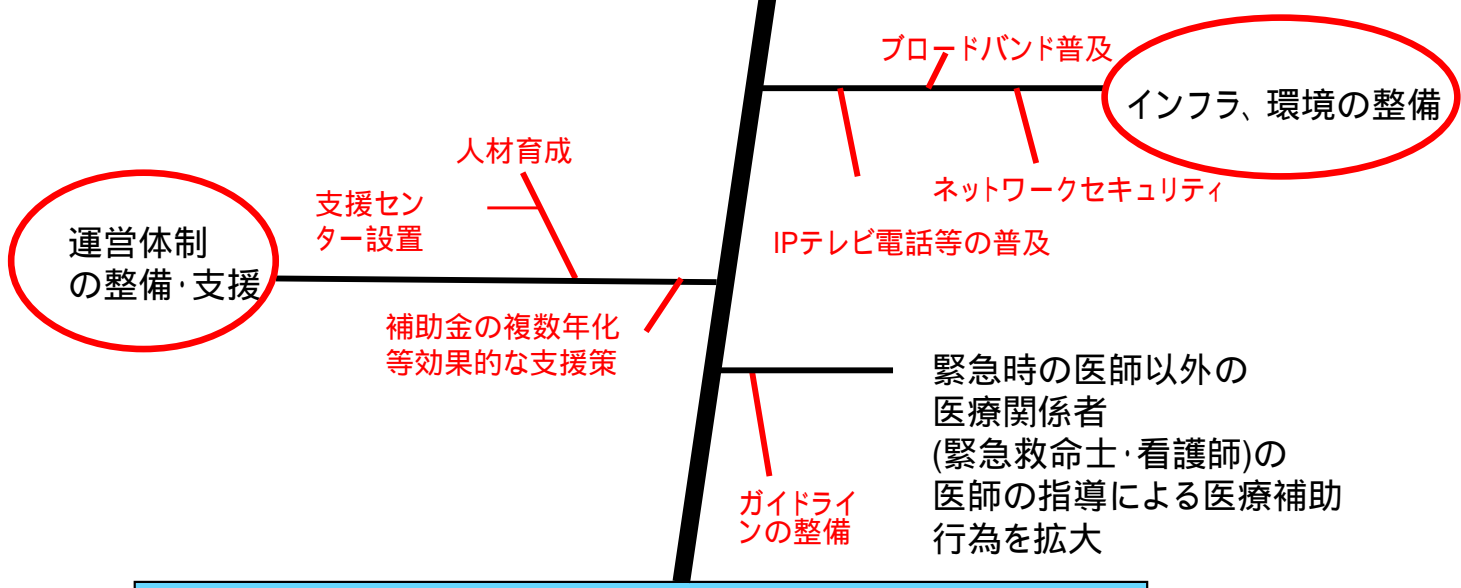 ブロードバンド普及
インフラ、環境の整備
ネットワークセキュリティ
IPテレビ電話等の普及
人材育成
支援セン
ター設置
運営体制
の整備･支援
補助金の複数年化
等効果的な支援策
緊急時の医師以外の
医療関係者
(緊急救命士･看護師)の
医師の指導による医療補助
行為を拡大
ガイドライ
ンの整備